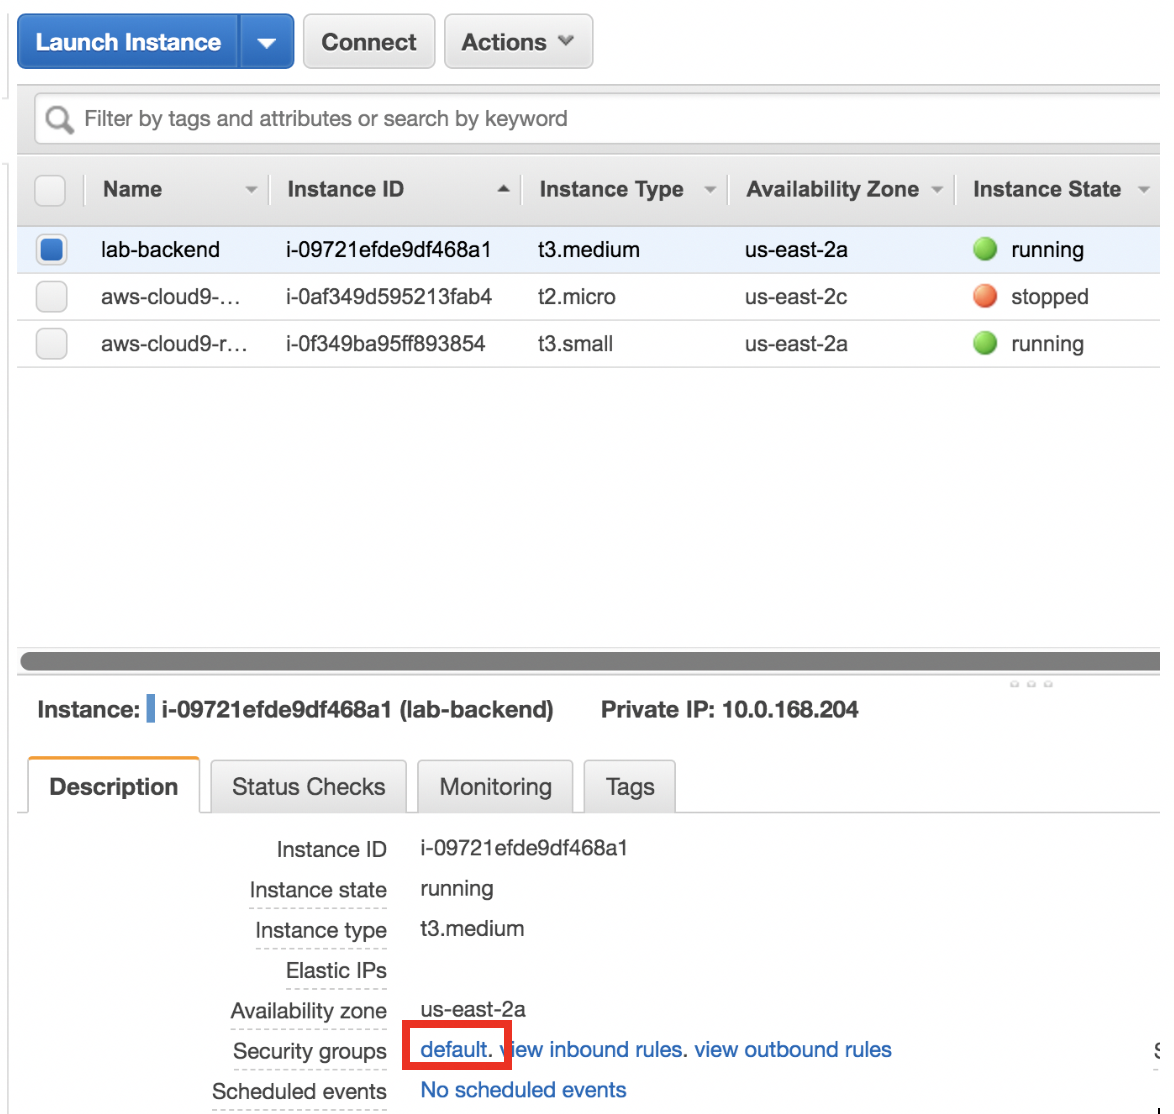 Launch Instance Connect Actions
Filter by tags and attributes or search by keyword
Name Instance ID Instance Type Availability Zone Instance State
lab-backend i-09721efde9df468a1 t3.medium us-east-2a running
aws-cloud9-... i-0af349d595213fab4 t2.micro us-east-2c stopped
aws-cloud9-r... i-0f349ba95ff893854 t3.small us-east-2a running
Instance: i-09721efde9df468a1 (lab-backend) Private IP: 10.0.168.204
Description Status Checks Monitoring Tags
Instance ID i-09721efde9df468a1
Instance state running
Instance type t3.medium
Elastic IPs
Availability zone us-east-2a
Security groups default. view inbound rules. view outbound rules
Scheduled events No scheduled events